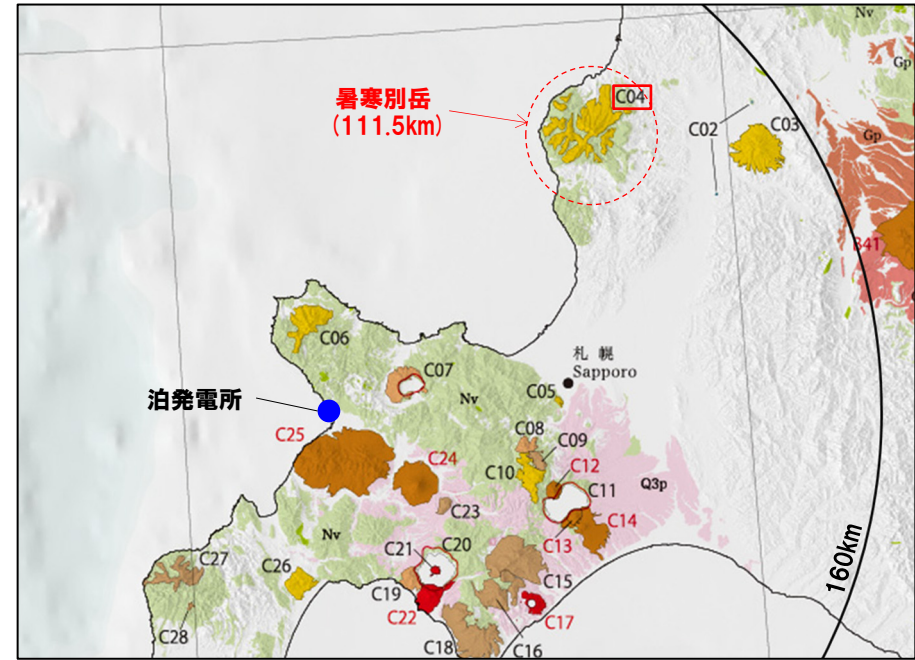 Nv
Gp
暑寒別岳
(111.5km)
C04
C02
C03
Gp
B41
C06
C07
札 幌
Sapporo
泊発電所
Nv
C05
C25
C08
C09
C24
C10
C12
C11
Q3p
C23
C14
Nv
C13
C21
C20
C27
C26
C15
160km
C19
C22
C17
C28
C18
C16